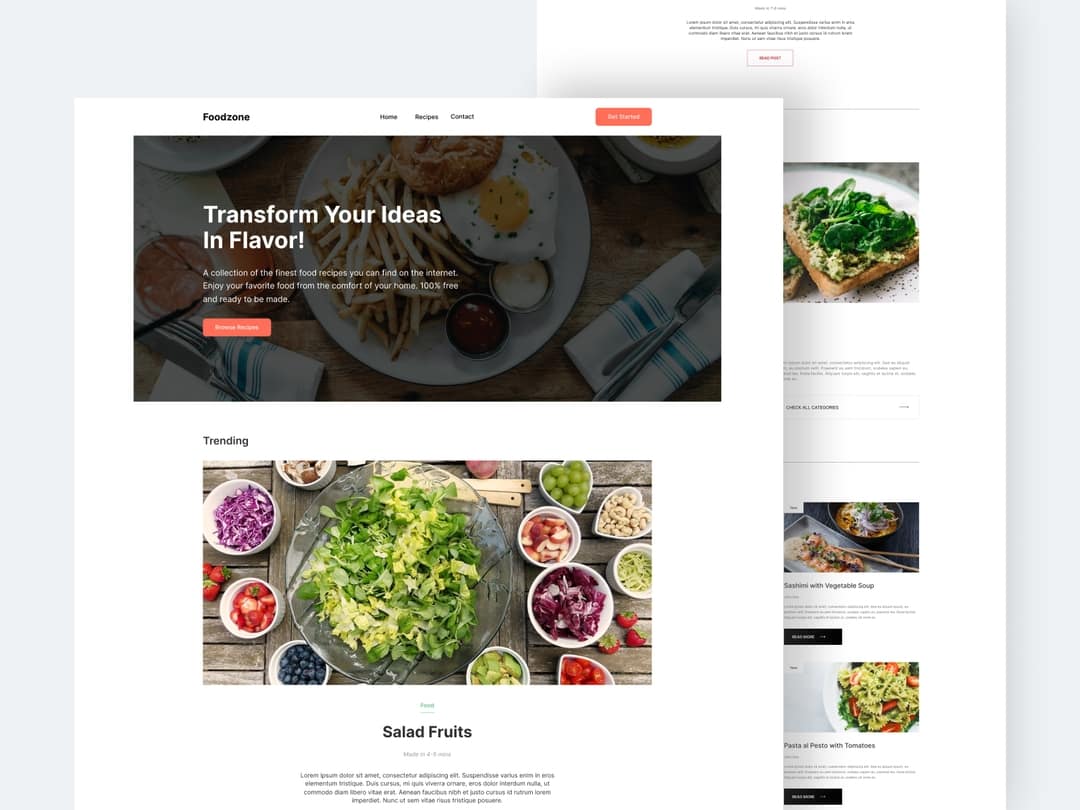 Made in 7-8 mins
Lorem ipsum dolor sit amet, consectetur adipiscing elit. Suspendisse varius enim in eros
elementum tristique. Duis cursus, mi quis viverra ornare, eros dolor interdum nulla, ut
commodo diam libero vitae erat. Aenean faucibus nibh et justo cursus id rutrum lorem
imperdiet. Nunc ut sem vitae risus tristique posuere.
READ POST
Foodzone
Home
Recipes
Contact
Get Started
Transform Your Ideas
In Flavor!
A collection of the finest food recipes you can find on the internet.
Enjoy your favorite food from the comfort of your home. 100% free
and ready to be made.
Browse Recipes
Trending
Food
Salad Fruits
Made in 4-5 mins
Lorem ipsum dolor sit amet, consectetur adipiscing elit. Suspendisse varius enim in eros
elementum tristique. Duis cursus, mi quis viverra ornare, eros dolor interdum nulla, ut
commodo diam libero vitae erat. Aenean faucibus nibh et justo cursus id rutrum lorem
imperdiet. Nunc ut sem vitae risus tristique posuere.
CHECK ALL CATEGORIES
New
Sashimi with Vegetable Soup
READ MORE
New
Pasta al Pesto with Tomatoes
READ MORE